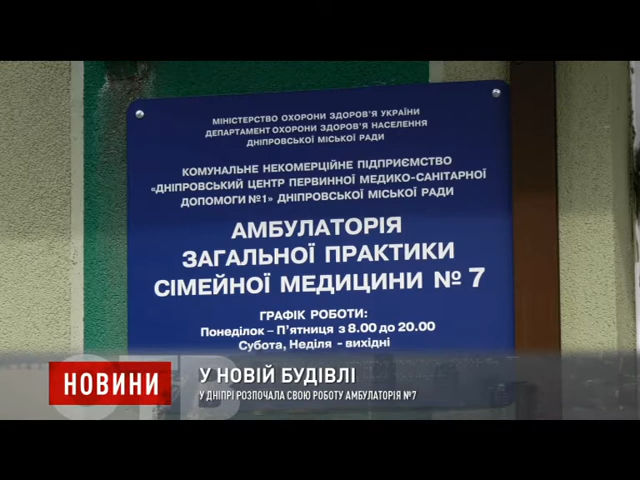 МІНІСТЕРСТВО ОХОРОНИ ЗДОРОВ'Я УКРАЇНИ
ДЕПАРТАМЕНТ ОХОРОНИ ЗДОРОВ'Я НАСЕЛЕННЯ
ДНІПРОВСЬКОЇ МІСЬКОЇ РАДИ
КОМУНАЛЬНЕ НЕКОМЕРЦІЙНЕ ПІДПРИЄМСТВО
«ДНІПРОВСЬКИЙ ЦЕНТР ПЕРВИННОЇ МЕДИКО-САНІТАРНОЇ
ДОПОМОГИ №1» ДНІПРОВСЬКОЇ МІСЬКОЇ РАДИ
АМБУЛАТОРІЯ
ЗАГАЛЬНОЇ ПРАКТИКИ
СІМЕЙНОЇ МЕДИЦИНИ № 7
ГРАФІК РОБОТИ:
Понеділок – П'ятниця з 8.00 до 20.00
Субота, Неділя - вихідні
НОВИНИ
У НОВІЙ БУДІВЛІ
У ДНІПРІ РОЗПОЧАЛА СВОЮ РОБОТУ АМБУЛАТОРІЯ №7